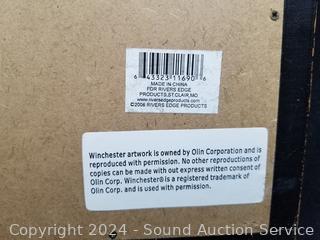 6 43323 11690 6
MADE IN CHINA
FOR RIVERS EDGE
PRODUCTS,ST.CLAIR,MO
www.riversedgeproducts.com
©2006 RIVERS EDGE PRODUCTS
Winchester artwork is owned by Olin Corporation and is
reproduced with permission. No other reproductions of
copies can be made with out express written consent of
Olin Corp. Winchester® is a registered trademark of
Olin Corp. and is used with permission.
Copyright 2024 - Sound Auction Service